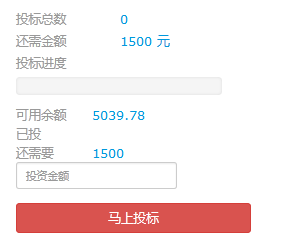 投标总数 0
还需金额 1500 元
投标进度
可用余额 5039.78
已投
还需要 1500
投资金额
马上投标